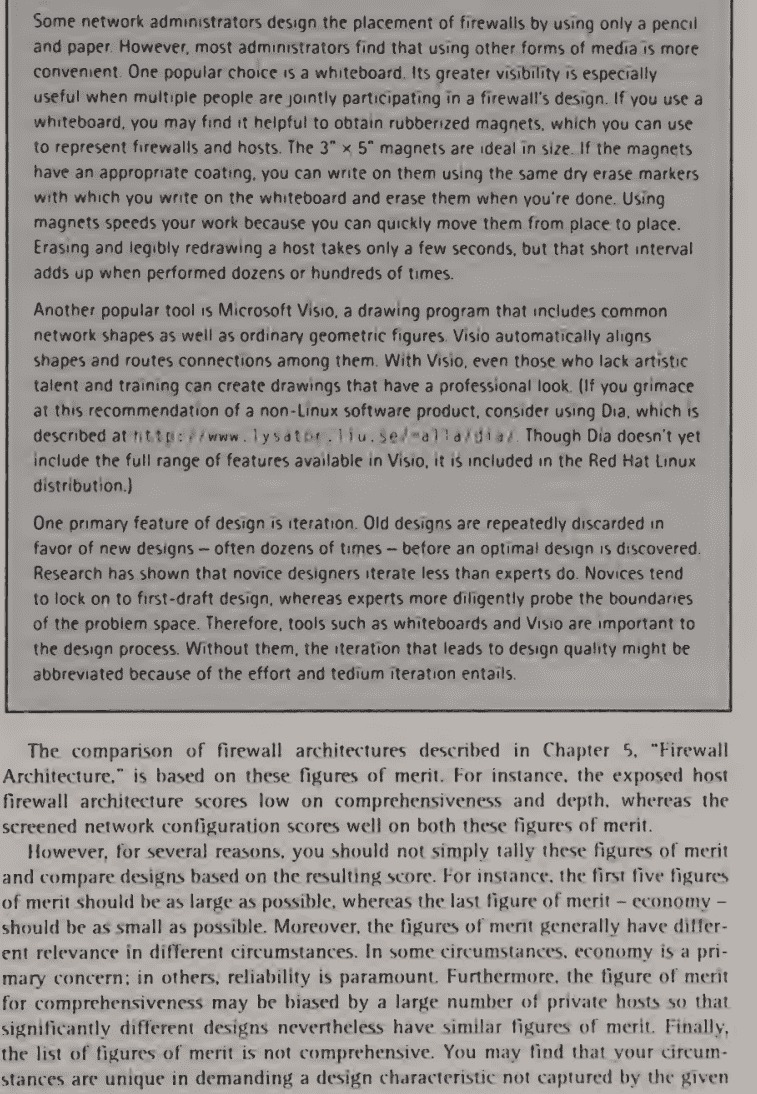 Some network administrators design the placement of firewalls by using only a pencil
and paper. However, most administrators find that using other forms of media is more
convenient. One popular choice is a whiteboard. Its greater visibility is especially
useful when multiple people are jointly participating in a firewall's design. If you use a
whiteboard, you may find it helpful to obtain rubberized magnets, which you can use
to represent firewalls and hosts. The 3" × 5" magnets are ideal in size. If the magnets
have an appropriate coating, you can write on them using the same dry erase markers
with which you write on the whiteboard and erase them when you're done. Using
magnets speeds your work because you can quickly move them from place to place.
Erasing and legibly redrawing a host takes only a few seconds, but that short interval
adds up when performed dozens or hundreds of times.
Another popular tool is Microsoft Visio, a drawing program that includes common
network shapes as well as ordinary geometric figures. Visio automatically aligns
shapes and routes connections among them. With Visio, even those who lack artistic
talent and training can create drawings that have a professional look. (If you grimace
at this recommendation of a non-Linux software product, consider using Dia, which is
described at Though Dia doesn't yet
include the full range of features available in Visio, it is included in the Red Hat Linux
distribution.)
One primary feature of design is iteration. Old designs are repeatedly discarded in
favor of new designs – often dozens of times – before an optimal design is discovered.
Research has shown that novice designers iterate less than experts do. Novices tend
to lock on to first-draft design, whereas experts more diligently probe the boundaries
of the problem space. Therefore, tools such as whiteboards and Visio are important to
the design process. Without them, the iteration that leads to design quality might be
abbreviated because of the effort and tedium iteration entails.
The comparison of firewall architectures described in Chapter 5, "Firewall
Architecture," is based on these figures of merit. For instance, the exposed host
firewall architecture scores low on comprehensiveness and depth, whereas the
screened network configuration scores well on both these figures of merit.
However, for several reasons, you should not simply tally these figures of merit
and compare designs based on the resulting score. For instance, the first five figures
of merit should be as large as possible, whereas the last figure of merit – economy –
should be as small as possible. Moreover, the figures of merit generally have differ-
ent relevance in different circumstances. In some circumstances, economy is a pri-
mary concern; in others, reliability is paramount. Furthermore, the figure of merit
for comprehensiveness may be biased by a large number of private hosts so that
significantly different designs nevertheless have similar figures of merit. Finally,
the list of figures of merit is not comprehensive. You may find that your circum-
stances are unique in demanding a design characteristic not captured by the given